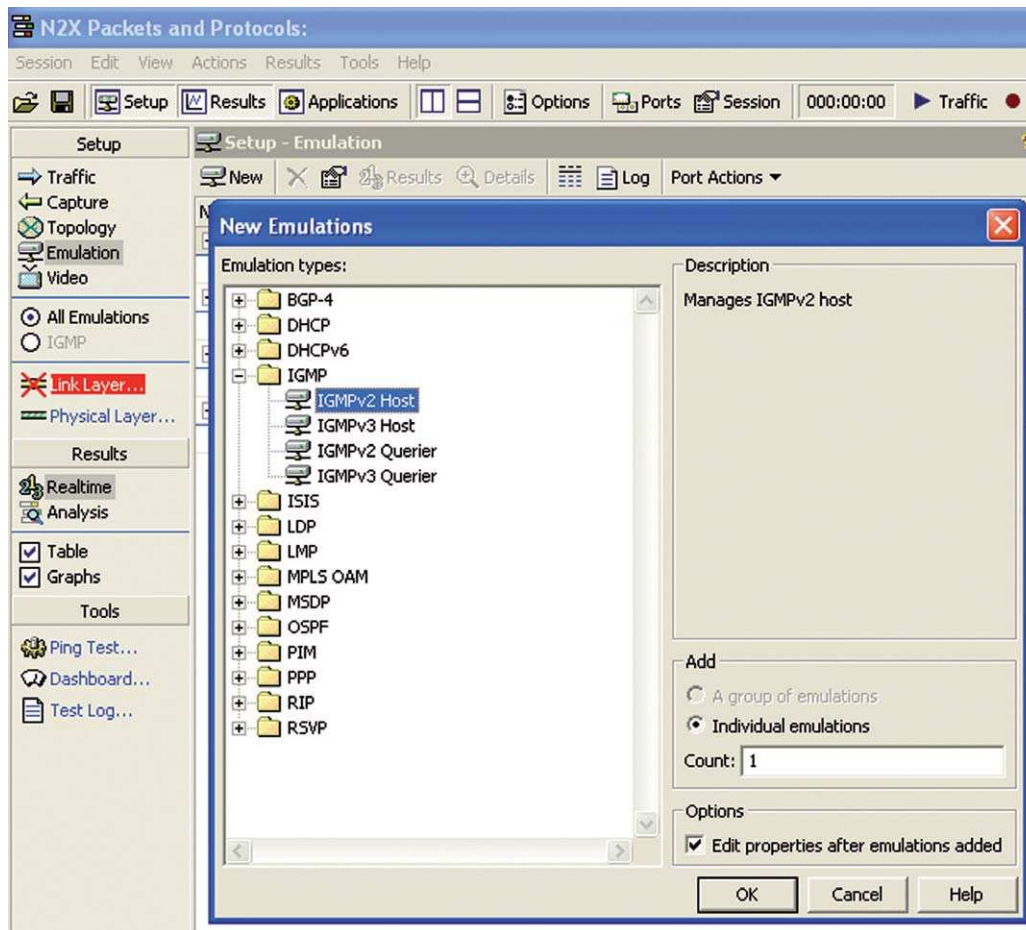 N2X Packets and Protocols:
Session Edit View Actions Results Tools Help
Setup Results Applications Options Ports Session 000:00:00 Traffic
Setup
Traffic
Capture
Topology
Emulation
Video
All Emulations
IGMP
Link Layer...
Physical Layer...
Results
Realtime
Analysis
Table
Graphs
Tools
Ping Test...
Dashboard...
Test Log...
Setup - Emulation
New Results Details Log Port Actions
New Emulations
Emulation types:
BGP-4
DHCP
DHCPv6
IGMP
IGMPv2 Host
IGMPv3 Host
IGMPv2 Querier
IGMPv3 Querier
ISIS
LDP
LMP
MPLS OAM
MSDP
OSPF
PIM
PPP
RIP
RSVP
Description
Manages IGMPv2 host
Add
A group of emulations
Individual emulations
Count: 1
Options
Edit properties after emulations added
OK Cancel Help